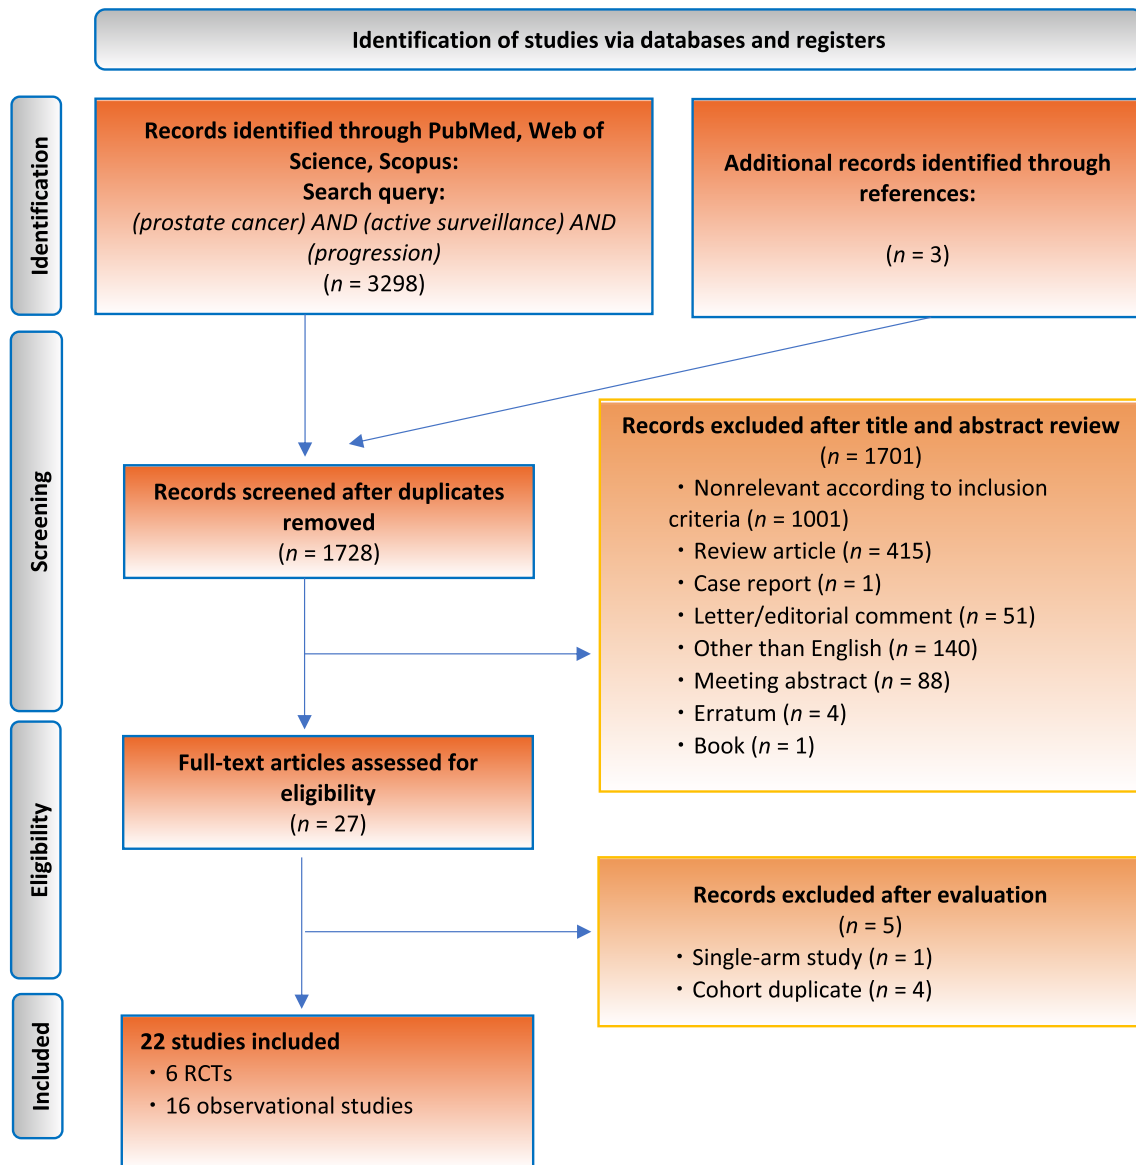 Identification of studies via databases and registers
Identification
Records identified through PubMed, Web of
Science, Scopus:
Search query:
(prostate cancer) AND (active surveillance) AND
(progression)
(n = 3298)
Additional records identified through
references:
(n = 3)
Screening
Records screened after duplicates
removed
(n = 1728)
Records excluded after title and abstract review
(n = 1701)
· Nonrelevant according to inclusion
criteria (n = 1001)
· Review article (n = 415)
· Case report (n = 1)
· Letter/editorial comment (n = 51)
· Other than English (n = 140)
· Meeting abstract (n = 88)
· Erratum (n = 4)
· Book (n = 1)
Eligibility
Full-text articles assessed for
eligibility
(n = 27)
Records excluded after evaluation
(n = 5)
· Single-arm study (n = 1)
· Cohort duplicate (n = 4)
Included
22 studies included
· 6 RCTs
· 16 observational studies